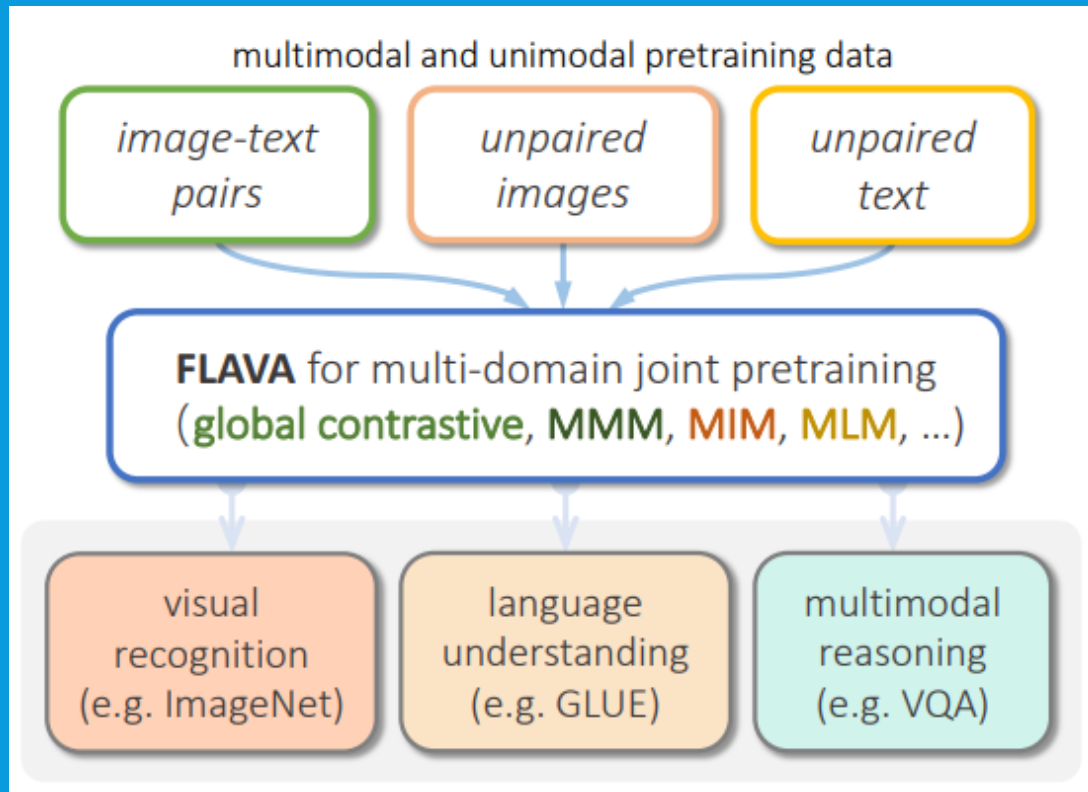 multimodal and unimodal pretraining data
image-text
pairs
unpaired
images
unpaired
text
FLAVA for multi-domain joint pretraining
(global contrastive, MMM, MIM, MLM, ...)
visual
recognition
(e.g. ImageNet)
language
understanding
(e.g. GLUE)
multimodal
reasoning
(e.g. VQA)